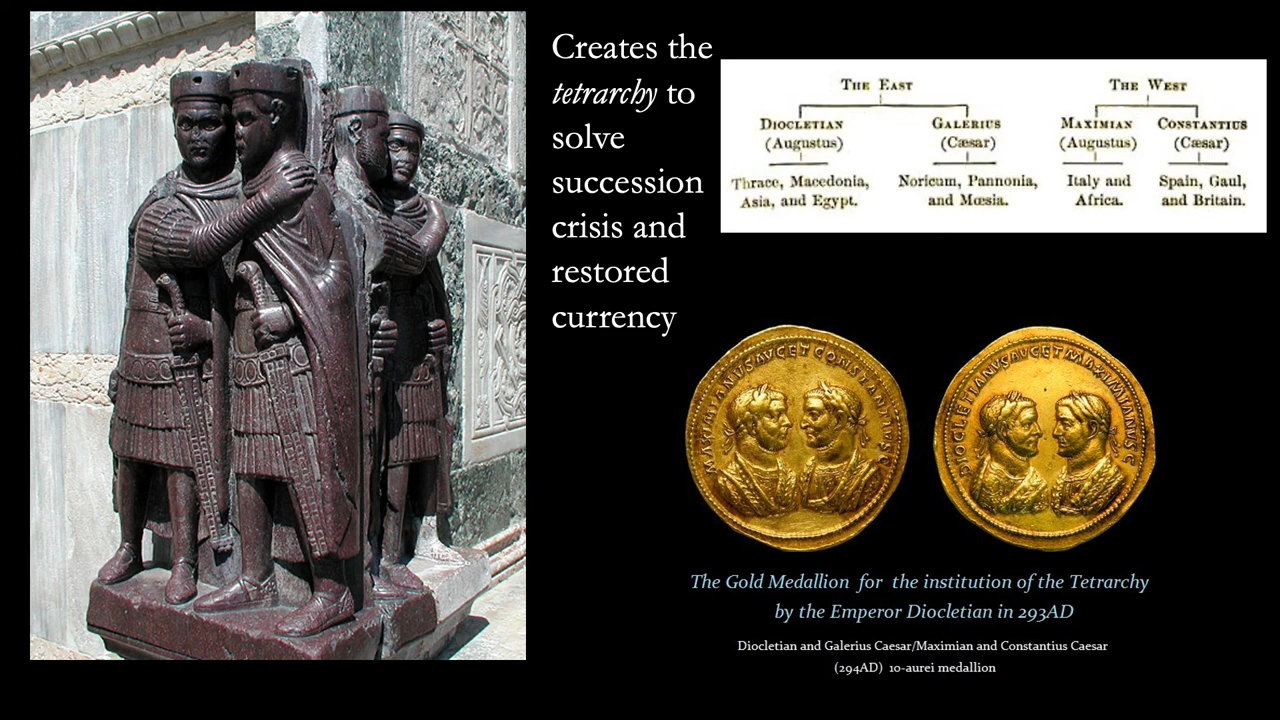 Creates the
tetrarchy to
solve
succession
crisis and
restored
currency
THE EAST
THE WEST
DIOCLETIAN
(Augustus)
GALERIUS
(Cæsar)
MAXIMIAN
(Augustus)
CONSTANTIUS
(Cæsar)
Thrace, Macedonia,
Asia, and Egypt.
Noricum, Pannonia,
and Mœsia.
Italy and
Africa.
Spain, Gaul,
and Britain.
MAXIMIANVSAVGETCONSTANTIVSC
DIOCLETIANVSAVGETMAXIMIANVSC
The Gold Medallion for the institution of the Tetrarchy
by the Emperor Diocletian in 293AD
Diocletian and Galerius Caesar/Maximian and Constantius Caesar
(294AD) 10-aurei medallion